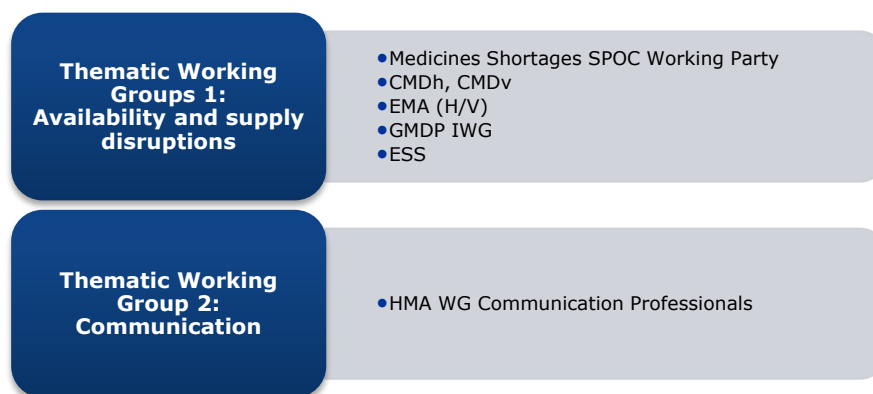 Thematic Working
Groups 1:
Availability and supply
disruptions
•Medicines Shortages SPOC Working Party
•CMDh, CMDv
•EMA (H/V)
•GMDP IWG
•ESS
Thematic Working
Group 2:
Communication
•HMA WG Communication Professionals